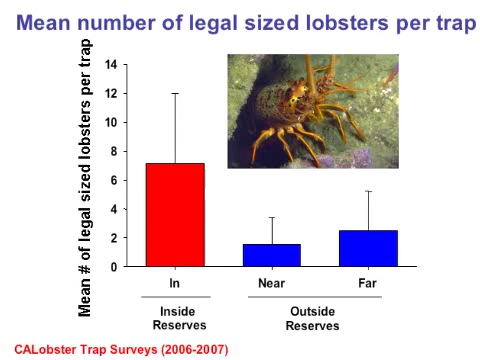 Mean number of legal sized lobsters per trap
Mean # of legal sized lobsters per trap
14
12
10
8
6
4
2
0
In
Near
Far
Inside
Reserves
Outside
Reserves
CALobster Trap Surveys (2006-2007)